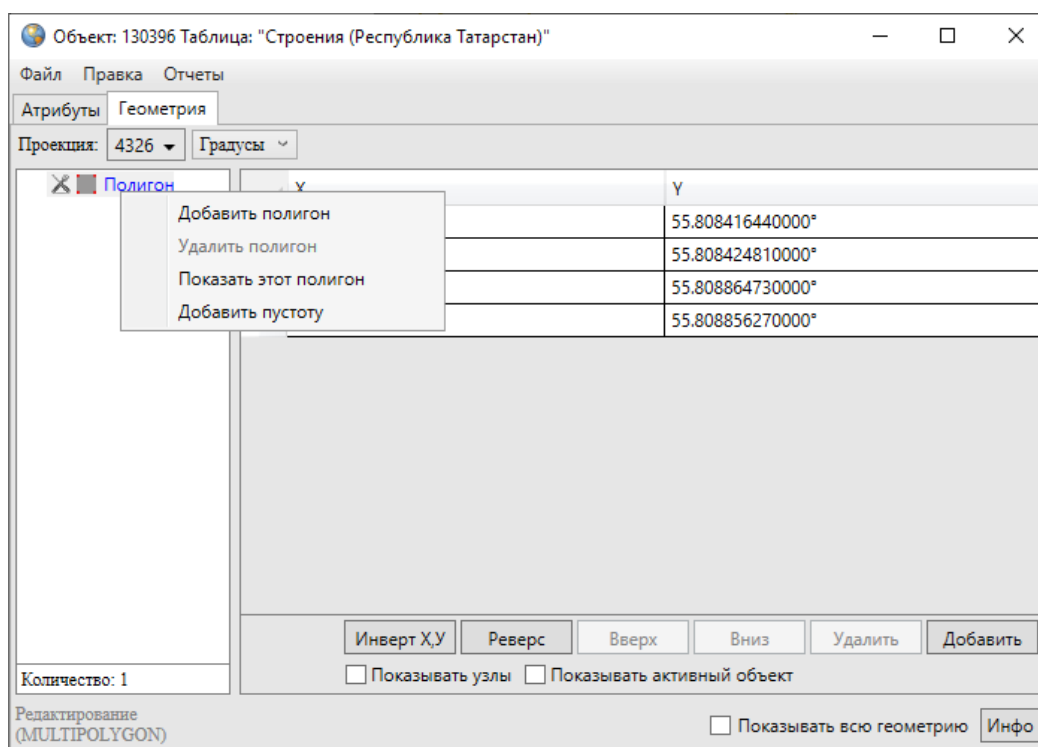 Объект: 130396 Таблица: "Строения (Республика Татарстан)"
Файл Правка Отчеты
Атрибуты Геометрия
Проекция: 4326 Градусы
Полигон X Y
Добавить полигон 55.808416440000°
Удалить полигон 55.808424810000°
Показать этот полигон 55.808864730000°
Добавить пустоту 55.808856270000°
Инверт Х,У Реверс Вверх Вниз Удалить Добавить
Количество: 1 Показывать узлы Показывать активный объект
Редактирование
(MULTIPOLYGON) Показывать всю геометрию Инфо